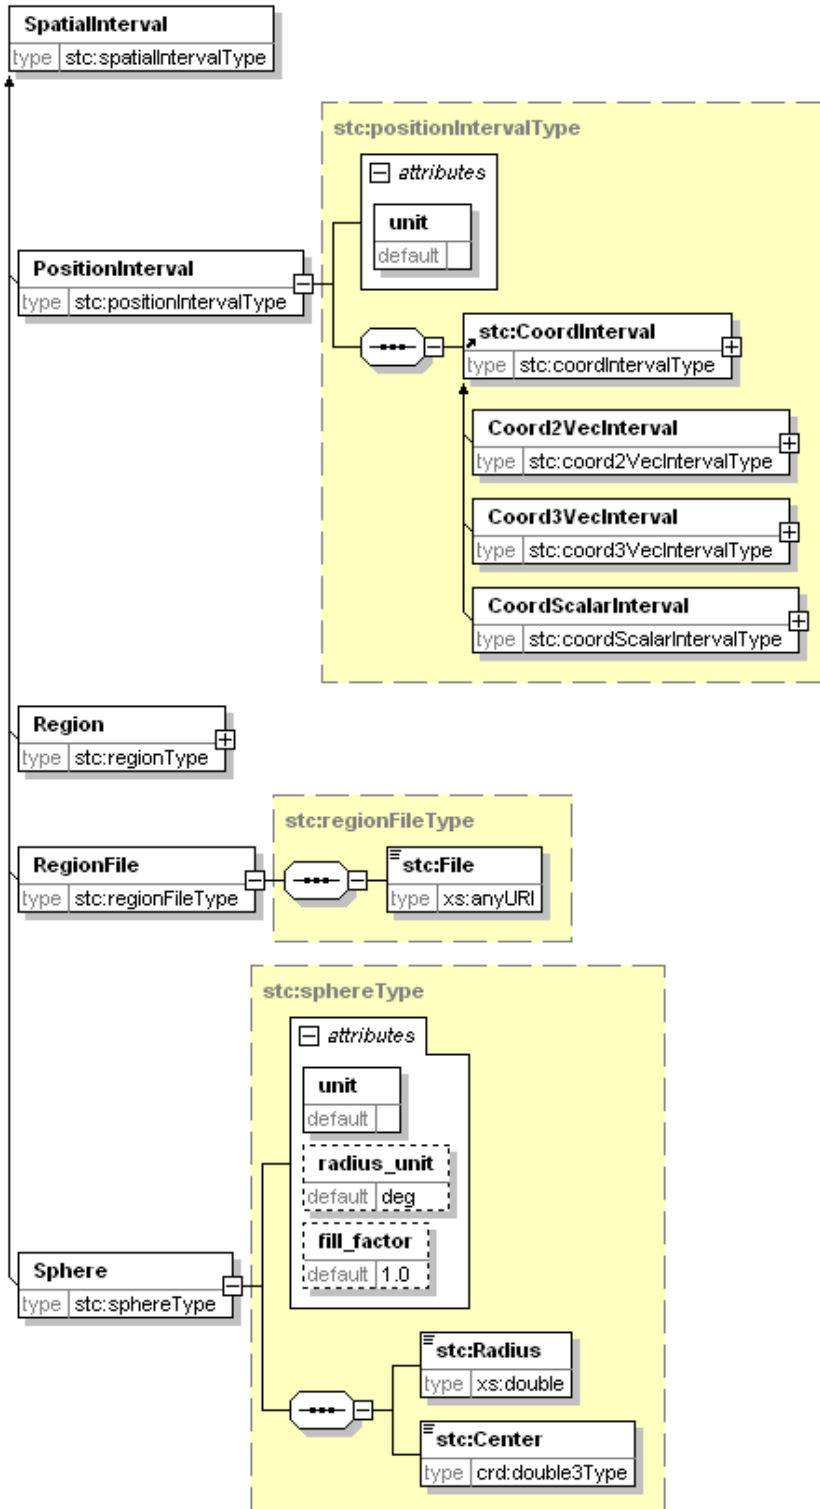 SpatialInterval
type stc:spatialIntervalType
stc:positionIntervalType
attributes
unit
default
PositionInterval
type stc:positionIntervalType
stc:CoordInterval
type stc:coordIntervalType
Coord2VecInterval
type stc:coord2VecIntervalType
Coord3VecInterval
type stc:coord3VecIntervalType
CoordScalarInterval
type stc:coordScalarIntervalType
Region
type stc:regionType
stc:regionFileType
RegionFile
type stc:regionFileType
stc:File
type xs:anyURI
stc:sphereType
attributes
unit
default
radius_unit
default deg
fill_factor
default 1.0
Sphere
type stc:sphereType
stc:Radius
type xs:double
stc:Center
type crd:double3Type